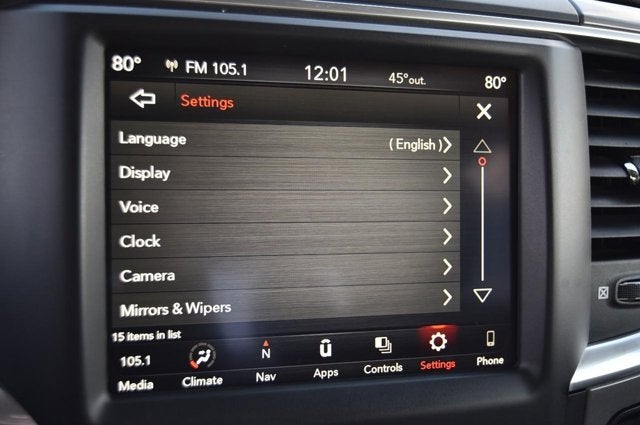 80° FM 105.1 12:01 45°out. 80°
Settings
Language ( English )
Display
Voice
Clock
Camera
Mirrors & Wipers
15 items in list
105.1 N
Media Climate Nav Apps Controls Settings Phone